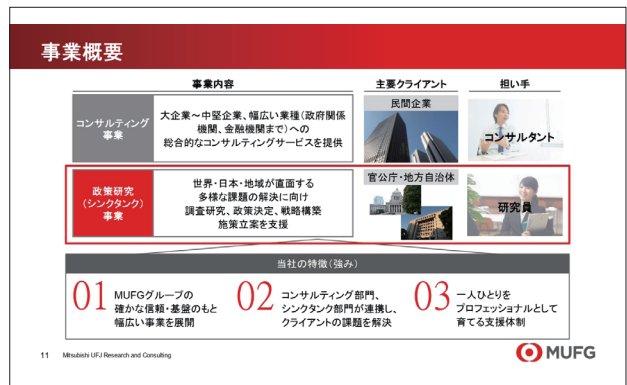 事業概要
事業内容
主要クライアント
担い手
コンサルティング
事業
大企業～中堅企業、幅広い業種(政府関係
機関、金融機関まで)への
総合的なコンサルティングサービスを提供
民間企業
コンサルタント
政策研究
(シンクタンク)
事業
世界・日本・地域が直面する
多様な課題の解決に向け
調査研究、政策決定、戦略構築
施策立案を支援
官公庁・地方自治体
研究員
当社の特徴(強み)
01
MUFGグループの
確かな信頼・基盤のもと
幅広い事業を展開
02
コンサルティング部門、
シンクタンク部門が連携し、
クライアントの課題を解決
03
一人ひとりを
プロフェッショナルとして
育てる支援体制
11 Mitsubishi UFJ Research and Consulting
MUFG